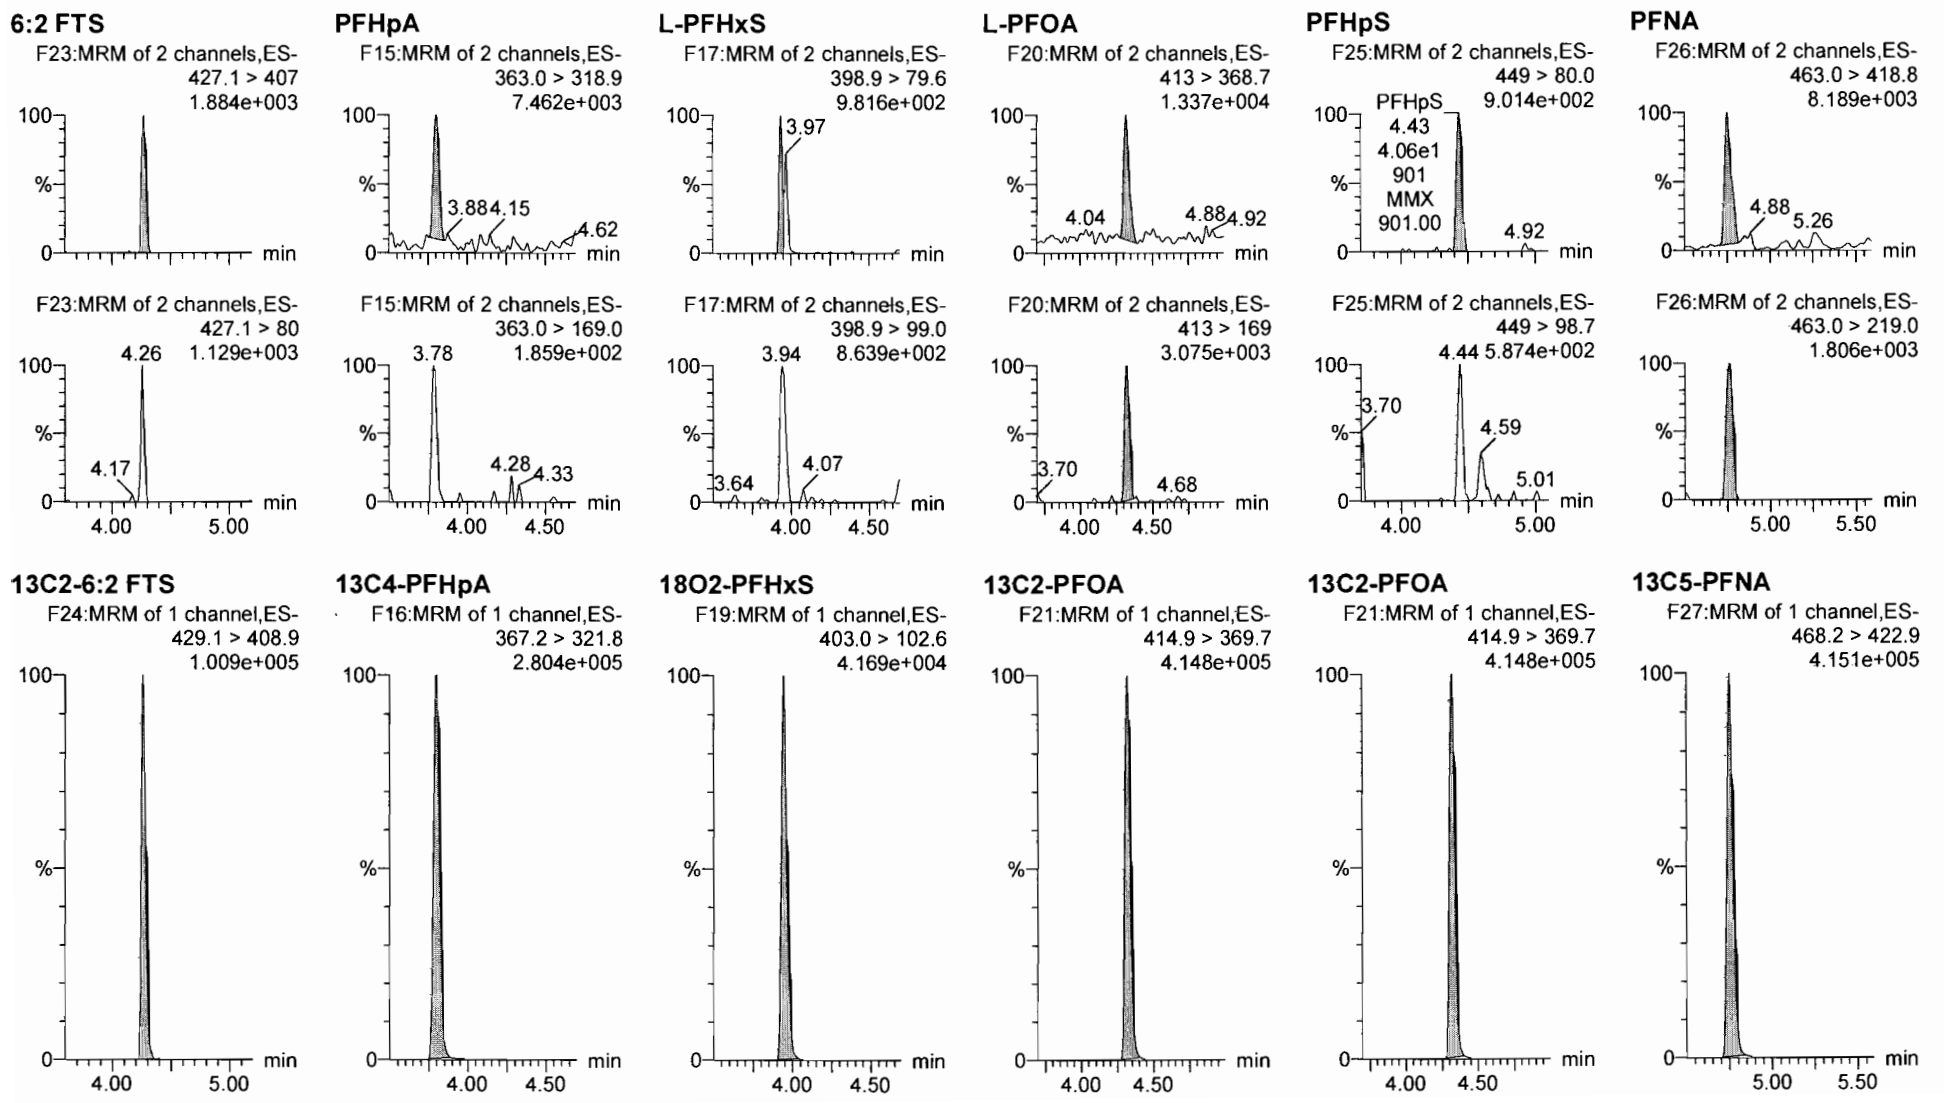 6:2 FTS
F23:MRM of 2 channels,ES-
427.1 > 407
1.884e+003
100
%
0
min
PFHpA
F15:MRM of 2 channels,ES-
363.0 > 318.9
7.462e+003
100
3.88 4.15
4.62
%
0
min
L-PFHxS
F17:MRM of 2 channels,ES-
398.9 > 79.6
9.816e+002
100
3.97
%
0
min
L-PFOA
F20:MRM of 2 channels,ES-
413 > 368.7
1.337e+004
100
%
4.04
4.88 4.92
0
min
PFHpS
F25:MRM of 2 channels,ES-
449 > 80.0
9.014e+002
100
PFHpS
4.43
4.06e1
901
MMX
901.00
%
4.92
0
min
PFNA
F26:MRM of 2 channels,ES-
463.0 > 418.8
8.189e+003
100
%
4.88
5.26
0
min
F23:MRM of 2 channels,ES-
427.1 > 80
4.26 1.129e+003
100
%
4.17
0
min
4.00 5.00
F15:MRM of 2 channels,ES-
363.0 > 169.0
3.78 1.859e+002
100
%
4.28
4.33
0
min
4.00 4.50
F17:MRM of 2 channels,ES-
398.9 > 99.0
3.94 8.639e+002
100
%
3.64
4.07
0
min
4.00 4.50
F20:MRM of 2 channels,ES-
413 > 169
3.075e+003
100
%
3.70
4.68
0
min
4.00 4.50
F25:MRM of 2 channels,ES-
449 > 98.7
4.44 5.874e+002
100
3.70
%
4.59
5.01
0
min
4.00 5.00
F26:MRM of 2 channels,ES-
463.0 > 219.0
1.806e+003
100
%
0
min
5.00 5.50
13C2-6:2 FTS
F24:MRM of 1 channel,ES-
429.1 > 408.9
1.009e+005
100
%
0
min
4.00 5.00
13C4-PFHpA
F16:MRM of 1 channel,ES-
367.2 > 321.8
2.804e+005
100
%
0
min
4.00 4.50
18O2-PFHxS
F19:MRM of 1 channel,ES-
403.0 > 102.6
4.169e+004
100
%
0
min
4.00 4.50
13C2-PFOA
F21:MRM of 1 channel,ES-
414.9 > 369.7
4.148e+005
100
%
0
min
4.00 4.50
13C2-PFOA
F21:MRM of 1 channel,ES-
414.9 > 369.7
4.148e+005
100
%
0
min
4.00 4.50
13C5-PFNA
F27:MRM of 1 channel,ES-
468.2 > 422.9
4.151e+005
100
%
0
min
5.00 5.50